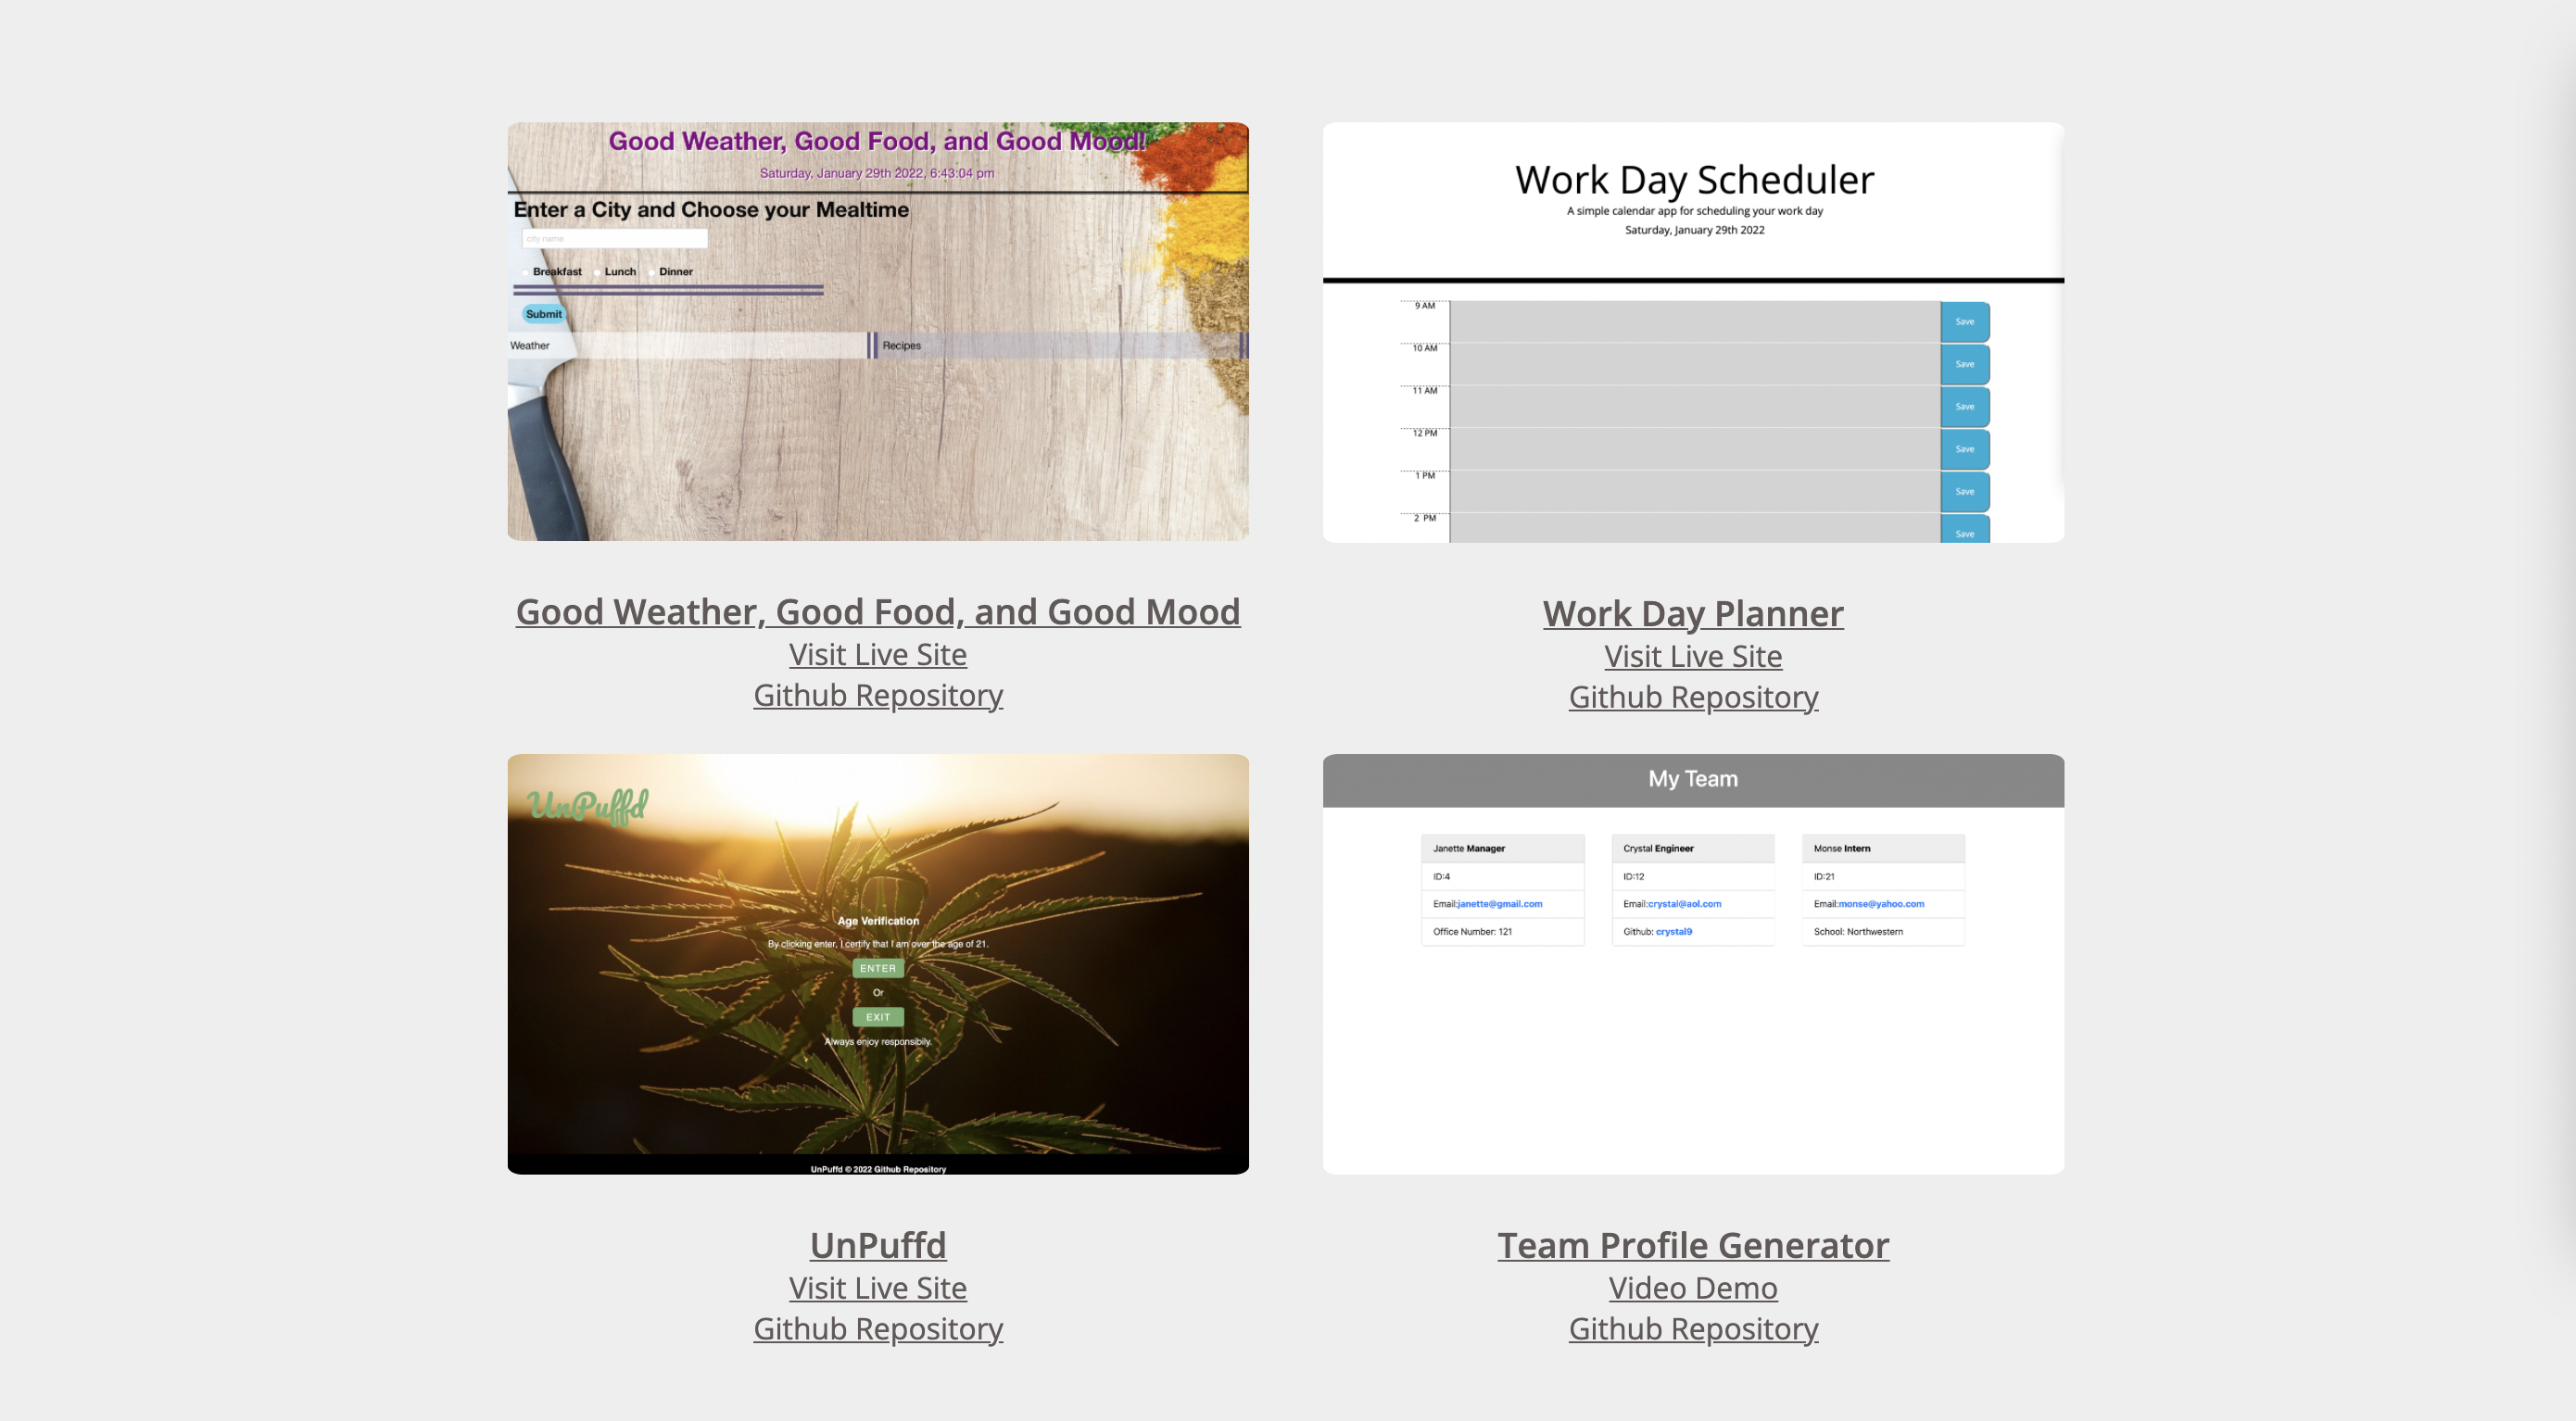 Good Weather, Good Food, and Good Mood!
Saturday, January 29th 2022, 6:43:04 pm
Enter a City and Choose your Mealtime
city name
Breakfast Lunch Dinner
Submit
Weather Recipes
Good Weather, Good Food, and Good Mood
Visit Live Site
Github Repository
Work Day Scheduler
A simple calendar app for scheduling your work day
Saturday, January 29th 2022
9 AM Save
10 AM Save
11 AM Save
12 PM Save
1 PM Save
2 PM Save
Work Day Planner
Visit Live Site
Github Repository
UnPuffd
Age Verification
By clicking enter, I certify that I am over the age of 21.
ENTER
Or
EXIT
Always enjoy responsibily.
UnPuffd © 2022 Github Repository
UnPuffd
Visit Live Site
Github Repository
My Team
Janette Manager
ID:4
Email:janette@gmail.com
Office Number: 121
Crystal Engineer
ID:12
Email:crystal@aol.com
Github: crystal9
Monse Intern
ID:21
Email:monse@yahoo.com
School: Northwestern
Team Profile Generator
Video Demo
Github Repository